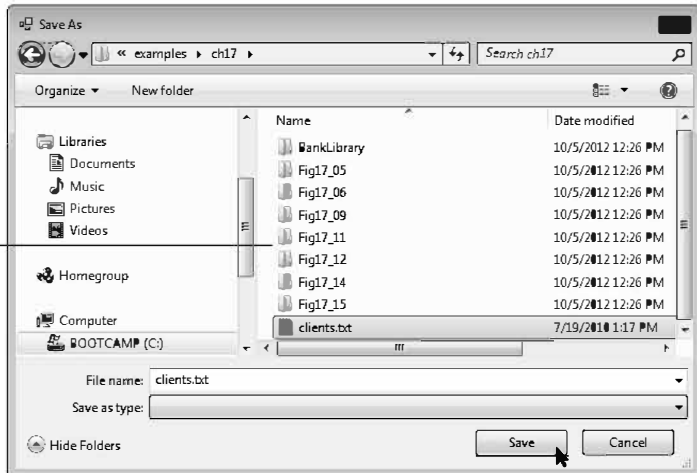 Save As
« examples ▸ ch17 ▸ Search ch17
Organize ▾ New folder
Name Date modified
Libraries
Documents
Music
Pictures
Videos
Homegroup
Computer
BOOTCAMP (C:)
BankLibrary 10/5/2012 12:26 PM
Fig17_05 10/5/2012 12:26 PM
Fig17_06 10/5/2012 12:26 PM
Fig17_09 10/5/2012 12:26 PM
Fig17_11 10/5/2012 12:26 PM
Fig17_12 10/5/2012 12:26 PM
Fig17_14 10/5/2012 12:26 PM
Fig17_15 10/5/2012 12:26 PM
clients.txt 7/19/2010 1:17 PM
File name: clients.txt
Save as type:
Hide Folders
Save Cancel